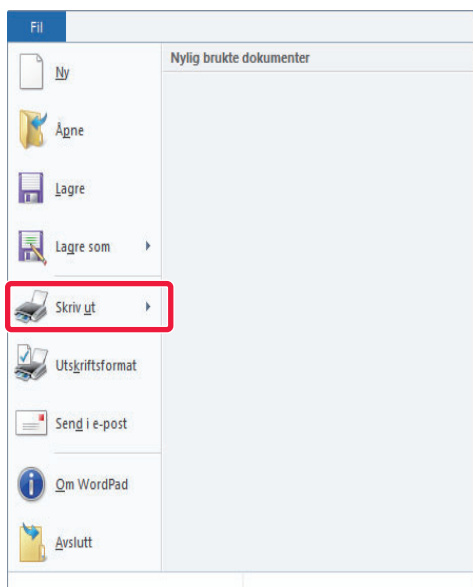 Fil
Nylig brukte dokumenter
Ny
Åpne
Lagre
Lagre som
Skriv ut
Utskriftsformat
Send i e-post
Om WordPad
Avslutt